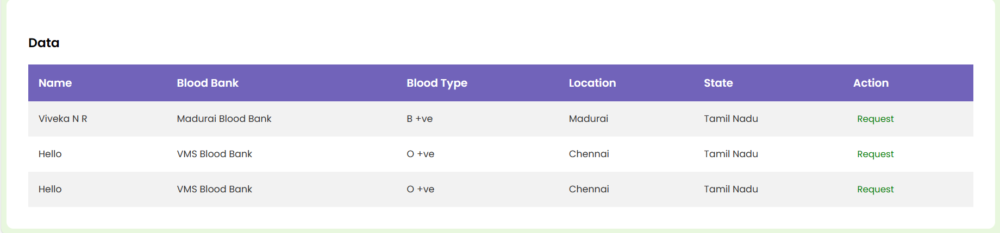 Data
Name Blood Bank Blood Type Location State Action
Viveka N R Madurai Blood Bank B +ve Madurai Tamil Nadu Request
Hello VMS Blood Bank O +ve Chennai Tamil Nadu Request
Hello VMS Blood Bank O +ve Chennai Tamil Nadu Request